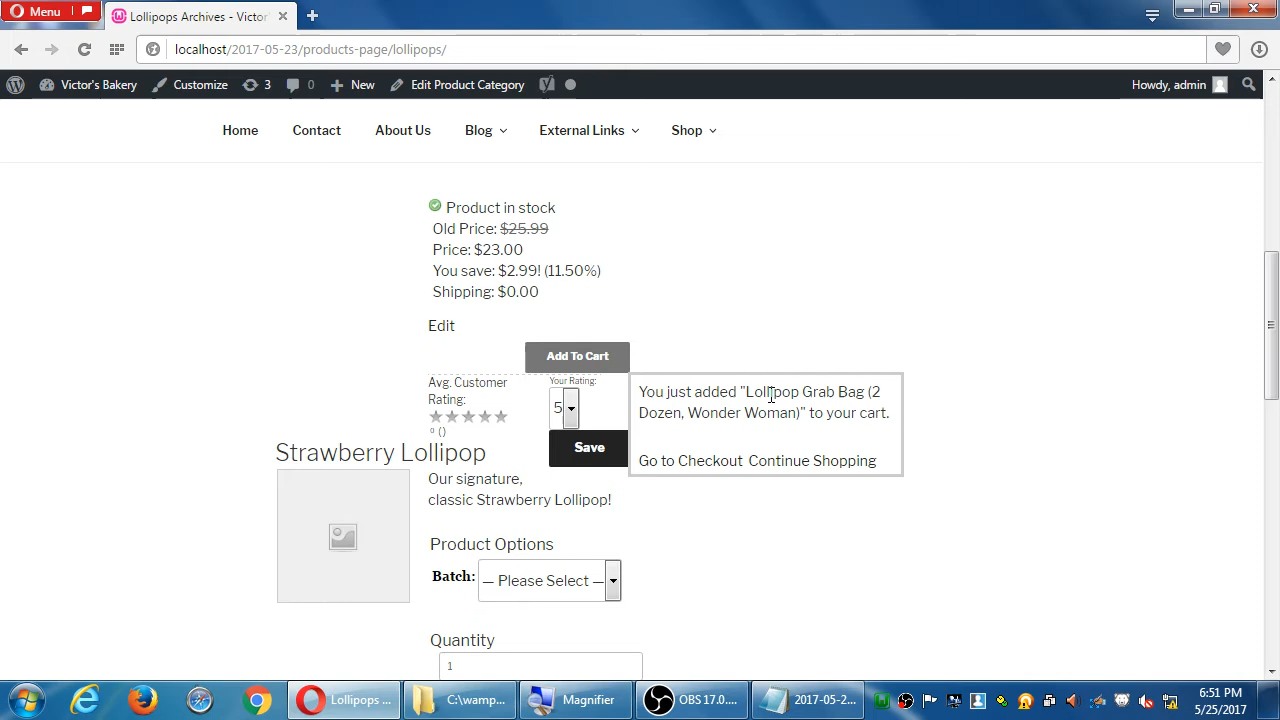 Menu
Lollipops Archives - Victor'
localhost/2017-05-23/products-page/lollipops/
Victor's Bakery
Customize
3
0
New
Edit Product Category
Howdy, admin
Home
Contact
About Us
Blog
External Links
Shop
Product in stock
Old Price: $25.99
Price: $23.00
You save: $2.99! (11.50%)
Shipping: $0.00
Edit
Add To Cart
Avg. Customer
Rating:
0 ()
Your Rating:
5
Save
You just added "Lollipop Grab Bag (2
Dozen, Wonder Woman)" to your cart.
Go to Checkout Continue Shopping
Strawberry Lollipop
Our signature,
classic Strawberry Lollipop!
Product Options
Batch:
— Please Select —
Quantity
1
Lollipops ...
C:\wamp...
Magnifier
OBS 17.0....
2017-05-2...
6:51 PM
5/25/2017